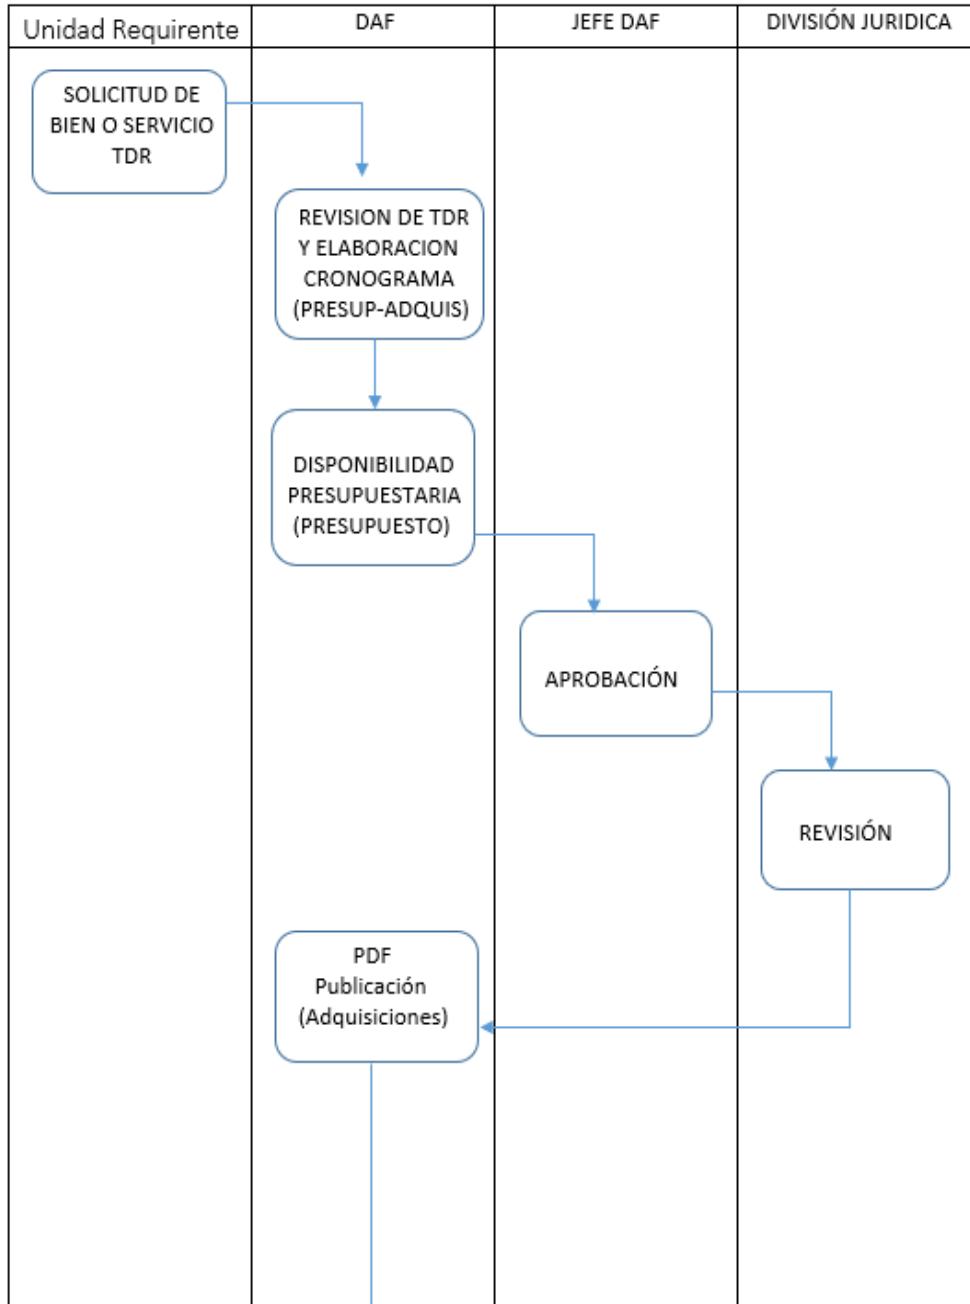 Unidad Requirente
DAF
JEFE DAF
DIVISIÓN JURIDICA
SOLICITUD DE
BIEN O SERVICIO
TDR
REVISION DE TDR
Y ELABORACION
CRONOGRAMA
(PRESUP-ADQUIS)
DISPONIBILIDAD
PRESUPUESTARIA
(PRESUPUESTO)
APROBACIÓN
REVISIÓN
PDF
Publicación
(Adquisiciones)